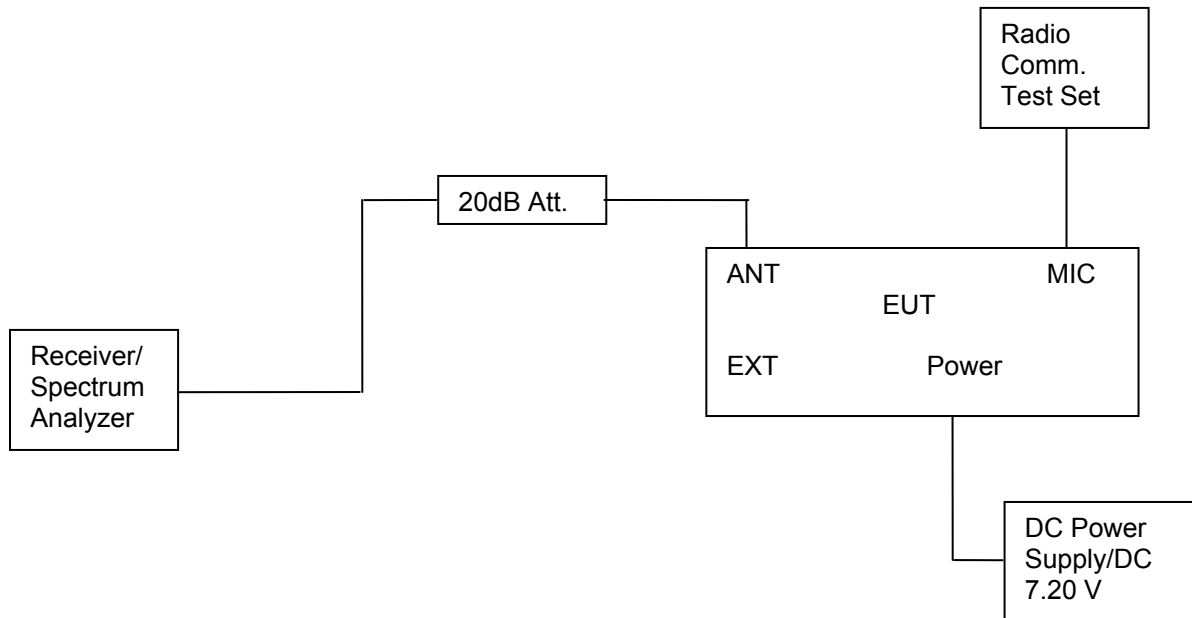 Radio
Comm.
Test Set
20dB Att.
ANT
MIC
EUT
EXT
Power
Receiver/
Spectrum
Analyzer
DC Power
Supply/DC
7.20 V